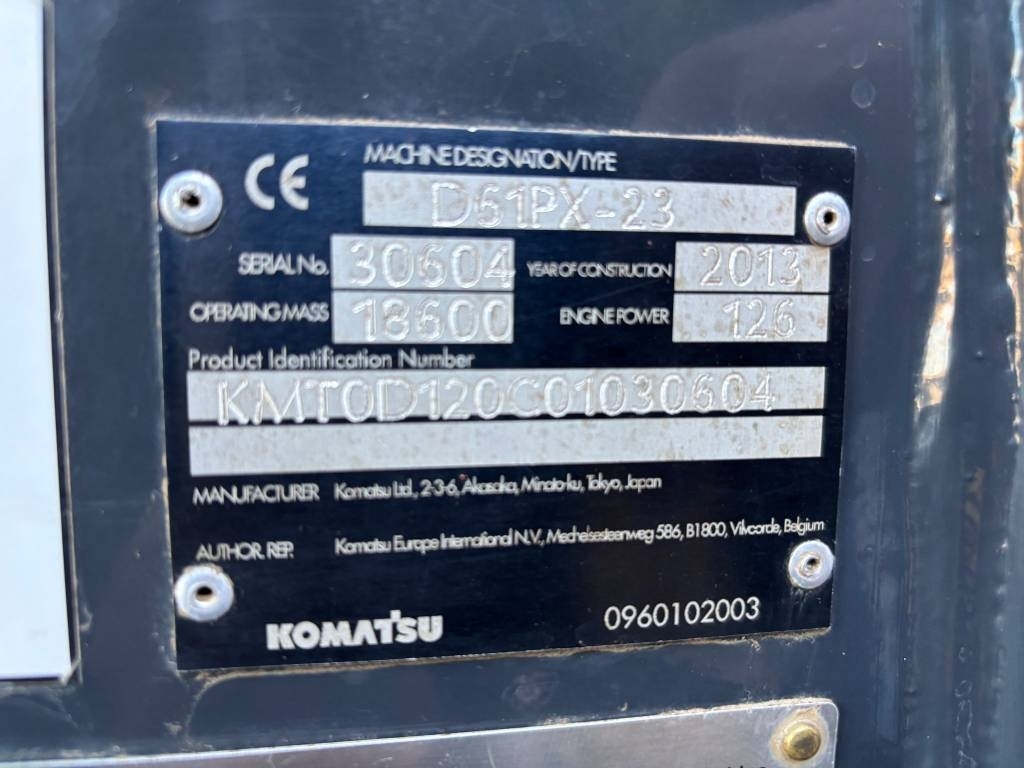 CE
MACHINE DESIGNATION/TYPE
D61PX-23
SERIAL No. 30604 YEAR OF CONSTRUCTION 2013
OPERATING MASS 18600 ENGINE POWER 126
Product Identification Number
KMT0D120C01030604
MANUFACTURER Komatsu Ltd., 2-3-6, Akasaka, Minato-ku, Tokyo, Japan
AUTHOR. REP. Komatsu Europe International N.V., Mechelsesteenweg 586, B1800, Vilvoorde, Belgium
KOMATSU 0960102003